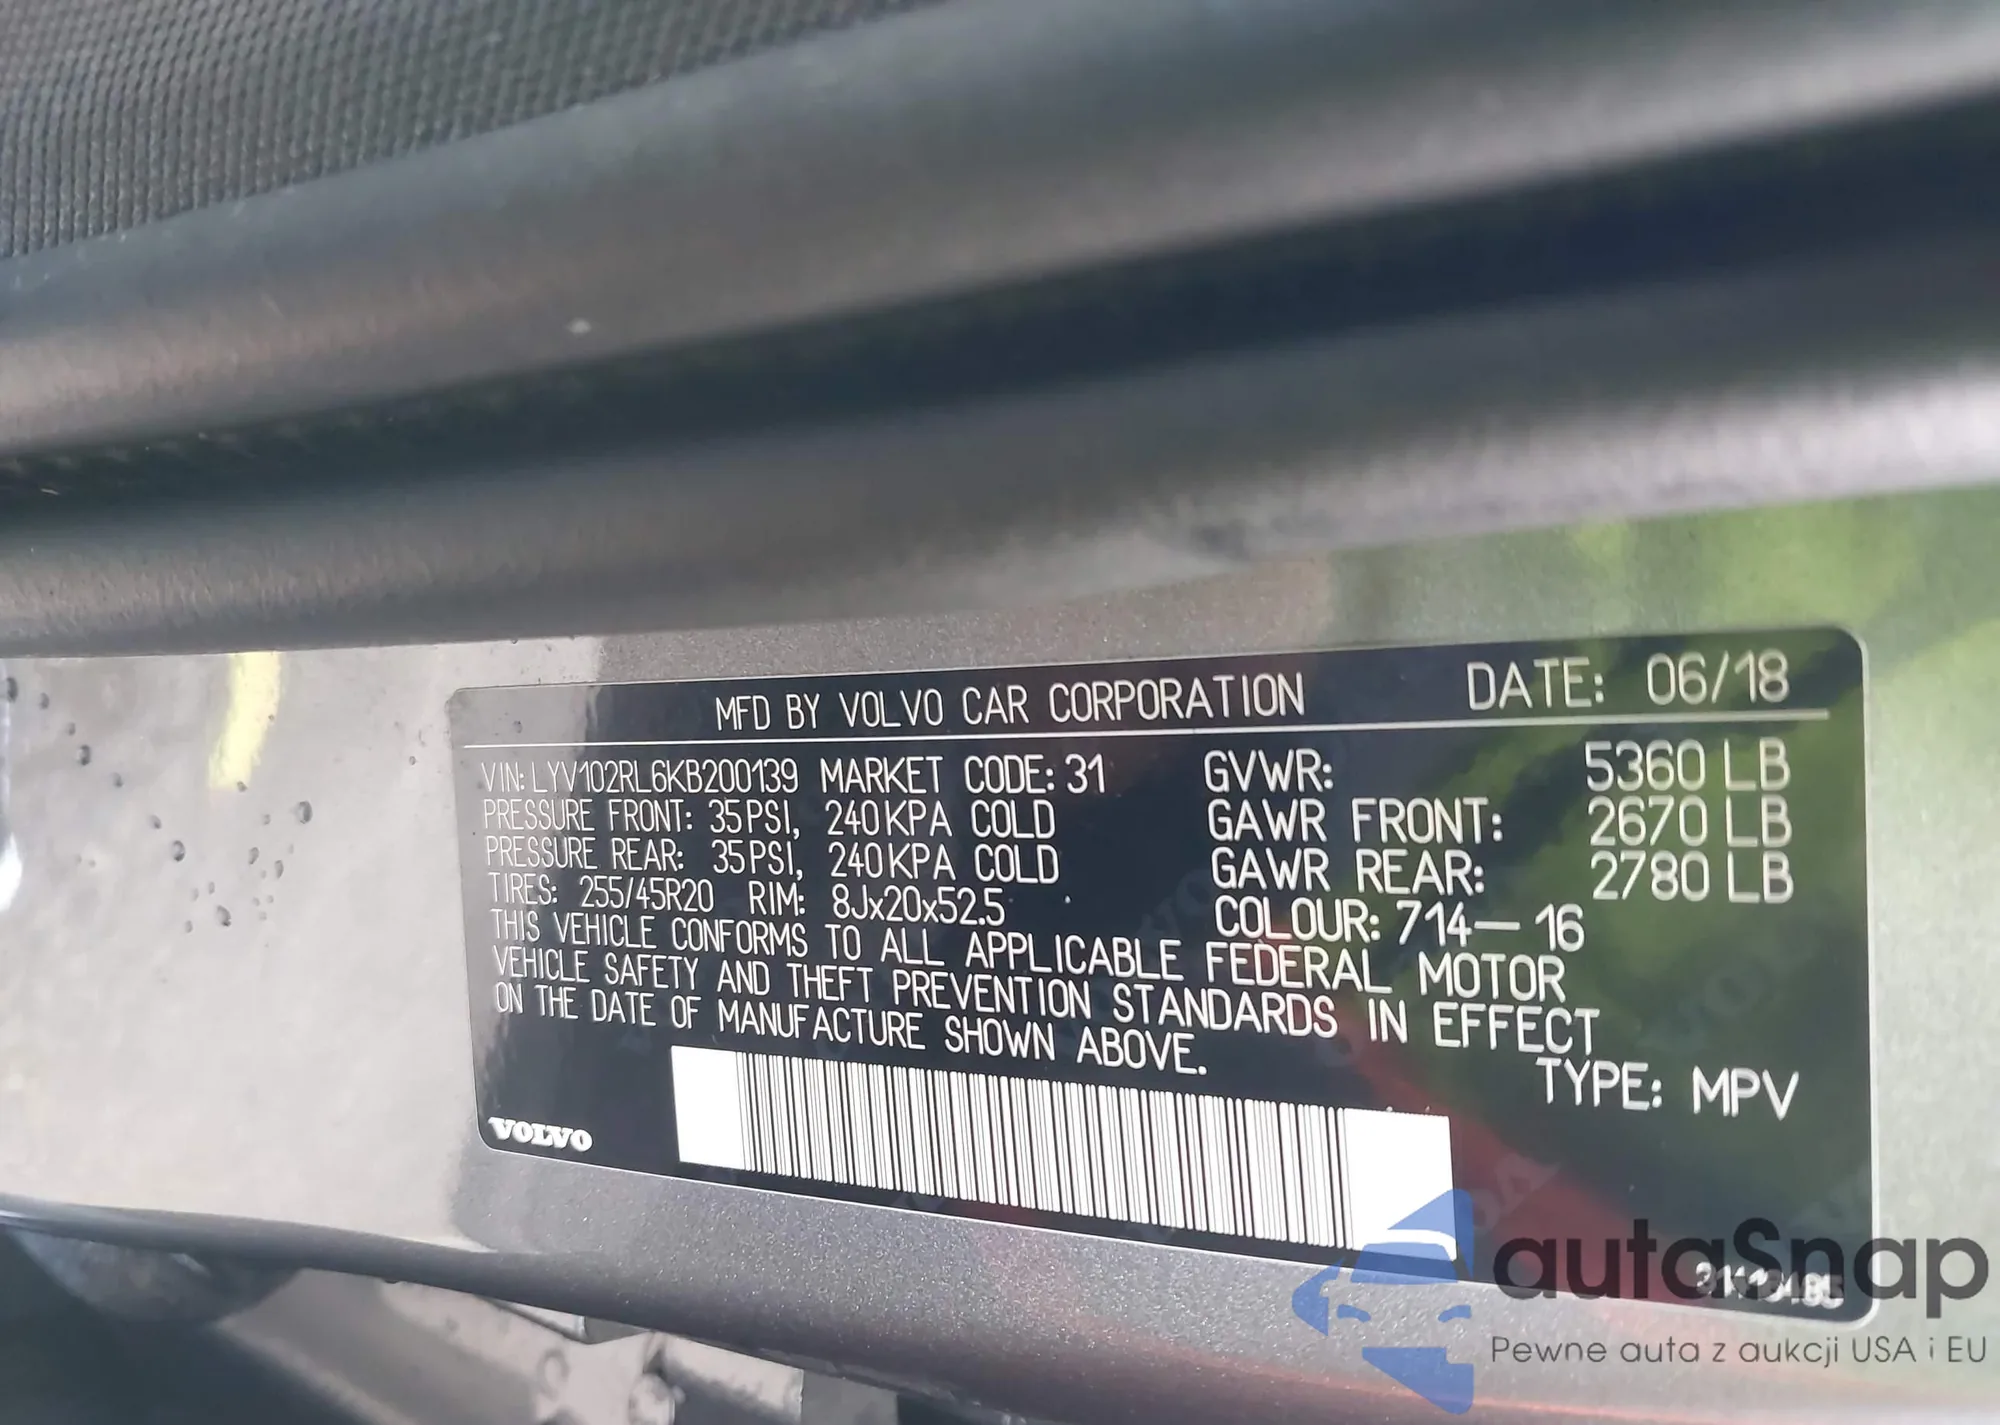 MFD BY VOLVO CAR CORPORATION DATE: 06/18
VIN: LYV102RL6KB200139 MARKET CODE: 31 GVWR: 5360 LB
PRESSURE FRONT: 35 PSI, 240 KPA COLD GAWR FRONT: 2670 LB
PRESSURE REAR: 35 PSI, 240 KPA COLD GAWR REAR: 2780 LB
TIRES: 255/45R20 RIM: 8Jx20x52.5 COLOUR: 714-16
THIS VEHICLE CONFORMS TO ALL APPLICABLE FEDERAL MOTOR
VEHICLE SAFETY AND THEFT PREVENTION STANDARDS IN EFFECT
ON THE DATE OF MANUFACTURE SHOWN ABOVE.
TYPE: MPV
VOLVO
autaSnap
Pewne auta z aukcji USA i EU